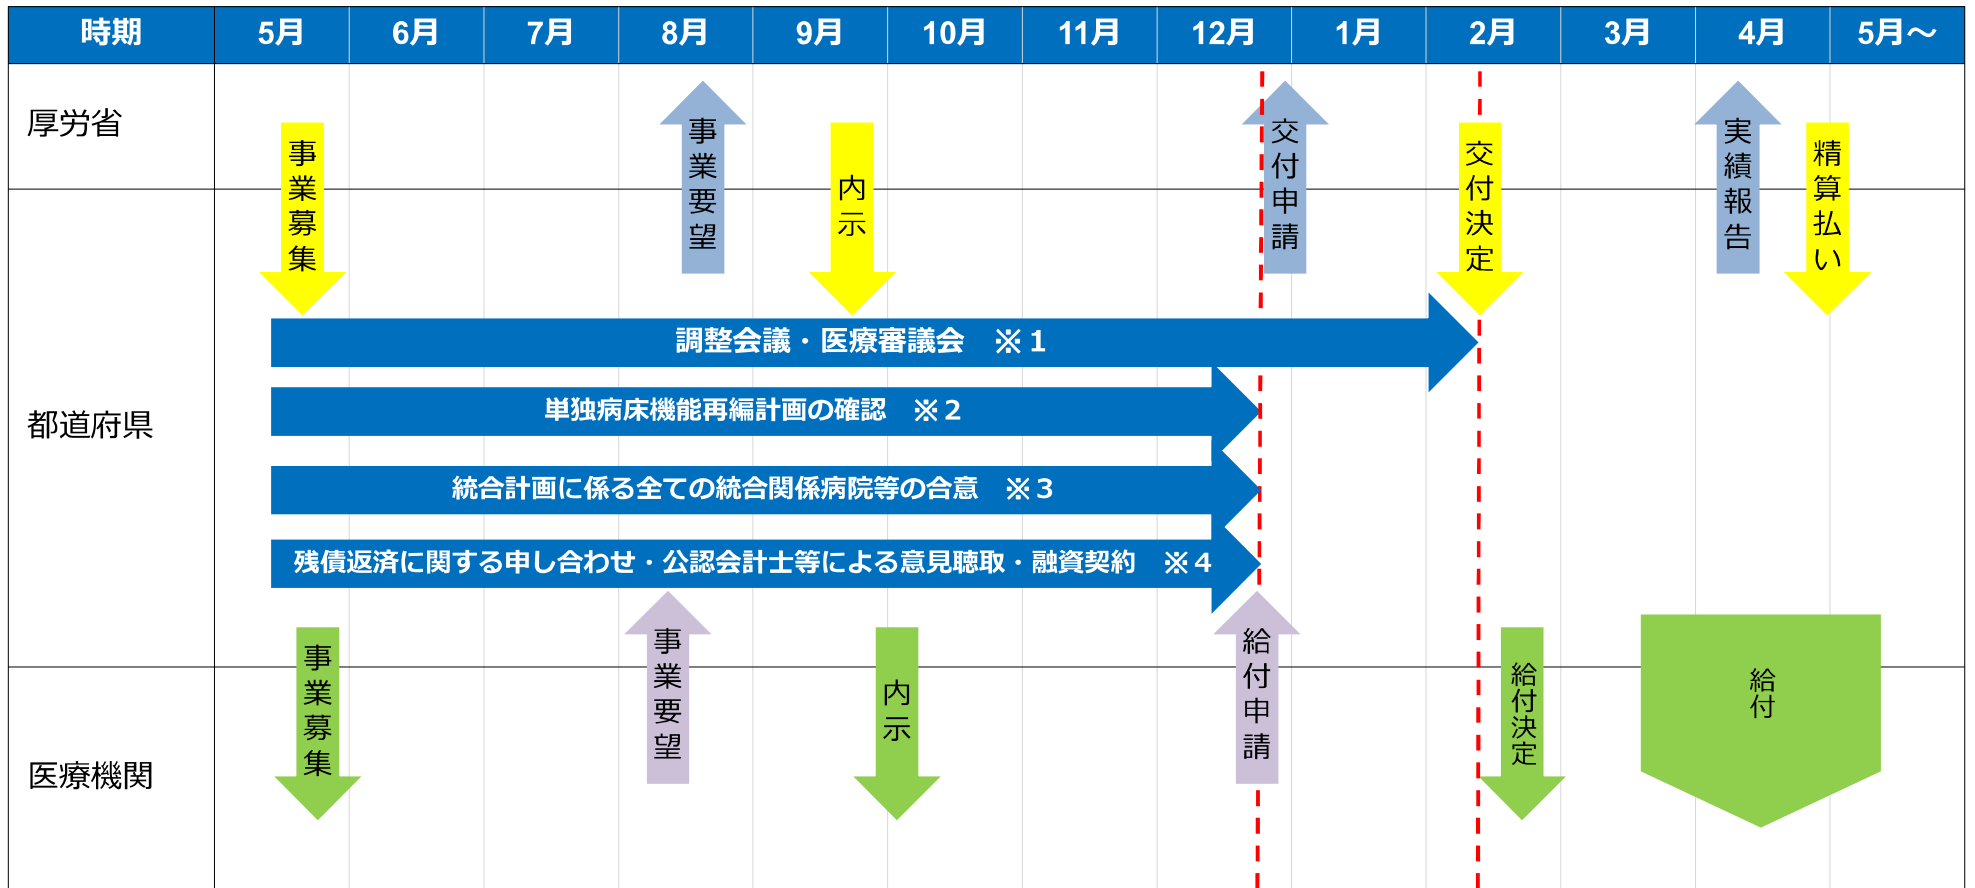 時期 5月 6月 7月 8月 9月 10月 11月 12月 1月 2月 3月 4月 5月～
厚労省
事業募集
事業要望
内示
交付申請
交付決定
実績報告
精算払い
都道府県
調整会議・医療審議会　※１
単独病床機能再編計画の確認　※２
統合計画に係る全ての統合関係病院等の合意　※３
残債返済に関する申し合わせ・公認会計士等による意見聴取・融資契約　※４
医療機関
事業募集
事業要望
内示
給付申請
給付決定
給付